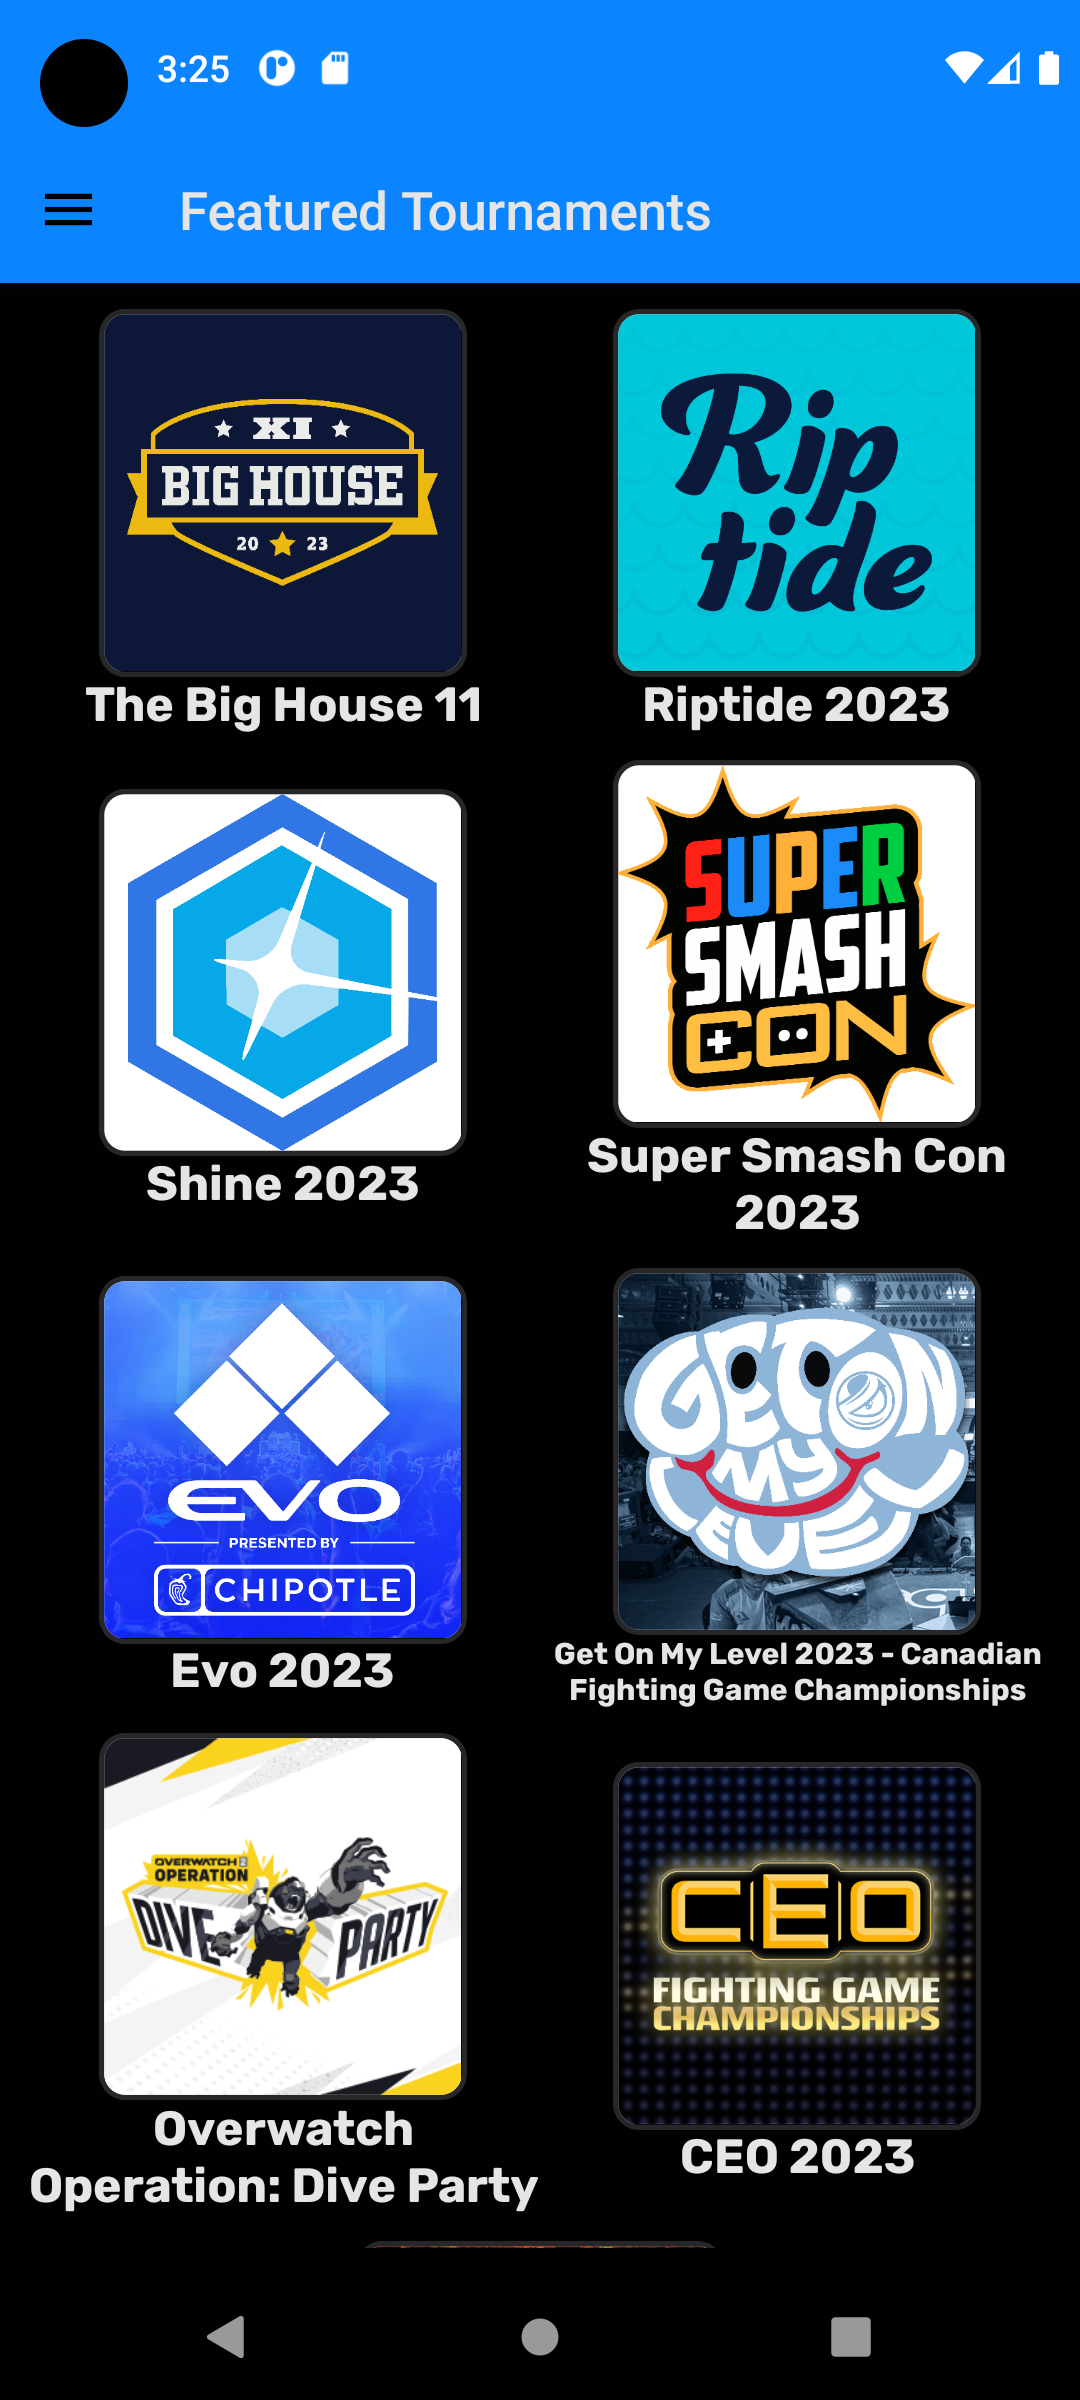 3:25
Featured Tournaments
XI
BIG HOUSE
20 23
The Big House 11
Rip
tide
Riptide 2023
Shine 2023
SUPER
SMASH
CON
Super Smash Con
2023
EVO
PRESENTED BY
CHIPOTLE
Evo 2023
GET ON
MY
LEVEL
Get On My Level 2023 - Canadian
Fighting Game Championships
OVERWATCH 2
OPERATION
DIVE PARTY
Overwatch
Operation: Dive Party
CEO
FIGHTING GAME
CHAMPIONSHIPS
CEO 2023